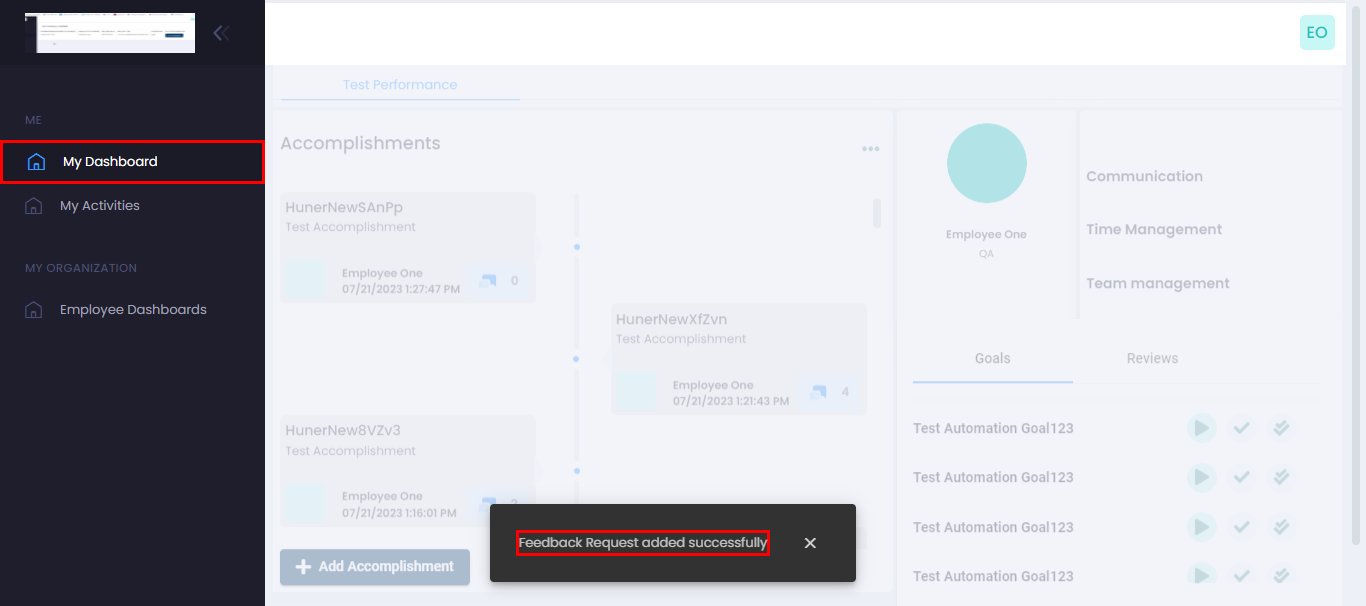 EO
ME
My Dashboard
My Activities
MY ORGANIZATION
Employee Dashboards
Test Performance
Accomplishments
HunerNewSAnPp
Test Accomplishment
Employee One
07/21/2023 1:27:47 PM
0
HunerNewXfZvn
Test Accomplishment
Employee One
07/21/2023 1:21:43 PM
4
HunerNew8VZv3
Test Accomplishment
Employee One
07/21/2023 1:16:01 PM
Add Accomplishment
Feedback Request added successfully
Employee One
QA
Communication
Time Management
Team management
Goals
Reviews
Test Automation Goal123
Test Automation Goal123
Test Automation Goal123
Test Automation Goal123